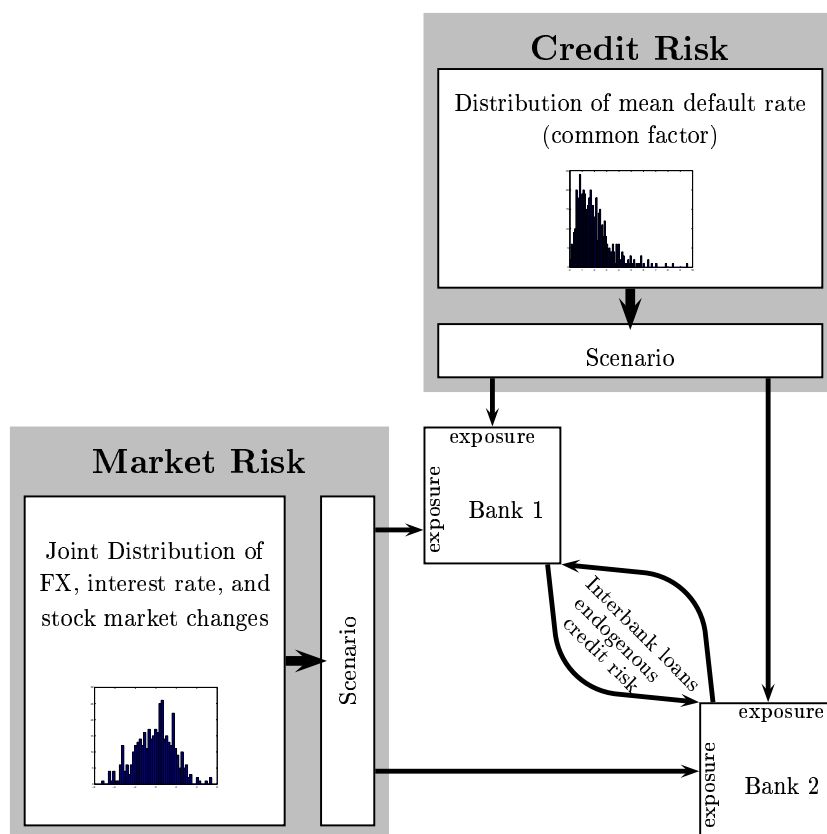 Credit Risk
Distribution of mean default rate
(common factor)
Scenario
Market Risk
Joint Distribution of
FX, interest rate, and
stock market changes
Scenario
exposure
exposure
Bank 1
Interbank loans
endogenous
credit risk
exposure
exposure
Bank 2